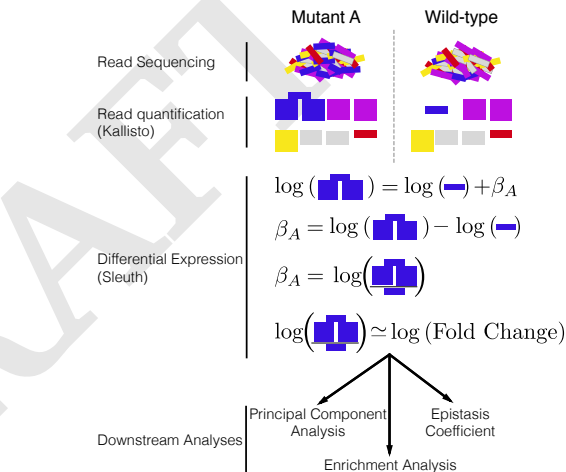 Mutant A
Wild-type
Read Sequencing
Read quantification
(Kallisto)
log ( ) = log ( ) + β_A
β_A = log ( ) − log ( )
Differential Expression
(Sleuth)
β_A = log( )
log( ) ≃ log (Fold Change)
Principal Component
Analysis
Epistasis
Coefficient
Downstream Analyses
Enrichment Analysis